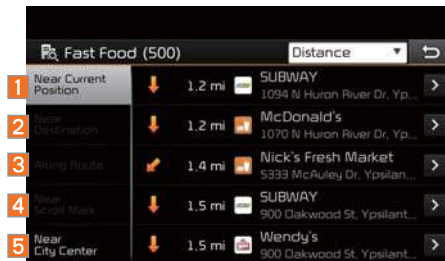 Fast Food (500)
Distance
1 Near Current
Position
1.2 mi SUBWAY
1094 N Huron River Dr, Yp...
2 Near
Destination
1.2 mi McDonald's
1070 N Huron River Dr, Yp...
3 Along Route
1.4 mi Nick's Fresh Market
5333 McAuley Dr, Ypsilan...
4 Near
Scroll Mark
1.5 mi SUBWAY
900 Oakwood St, Ypsilant...
5 Near
City Center
1.5 mi Wendy's
900 Oakwood St, Ypsilant...